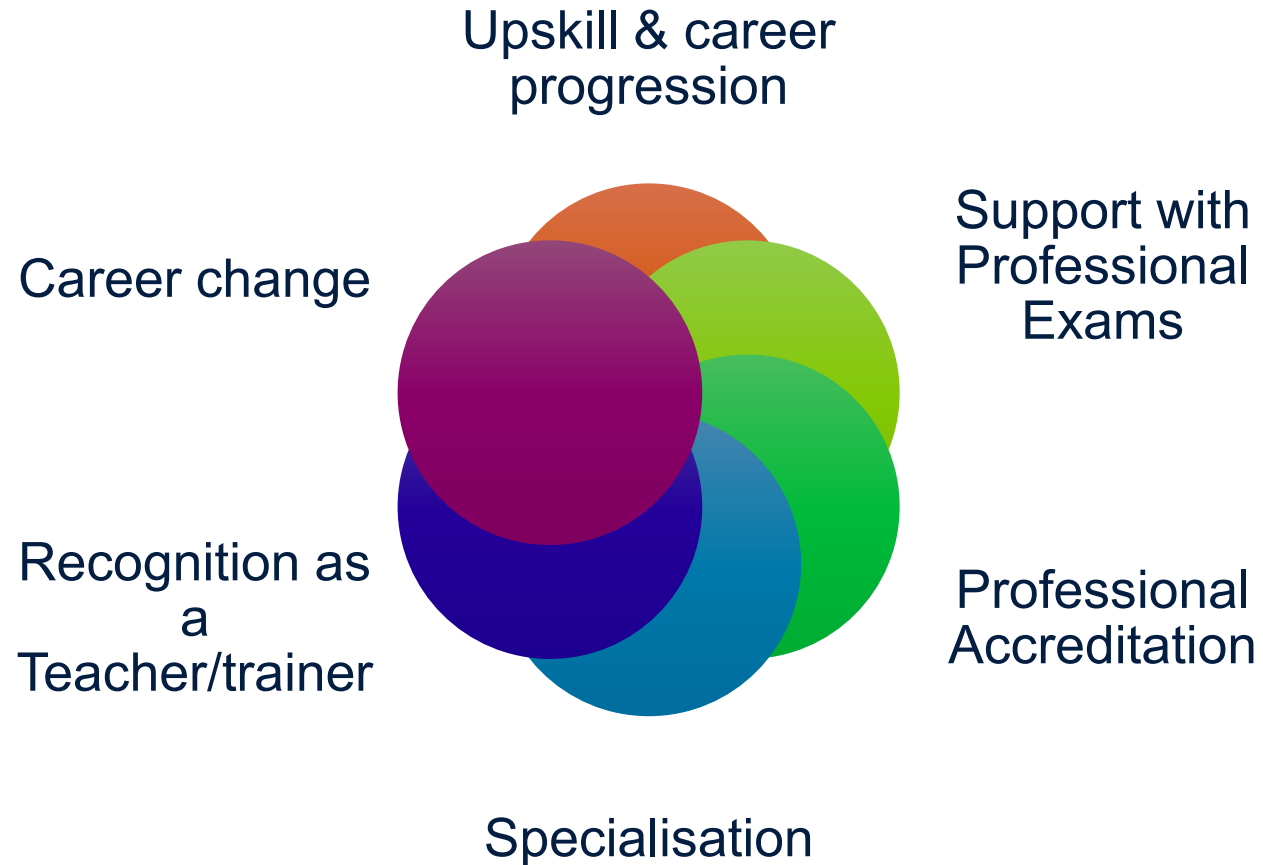 Upskill & career
progression
Support with
Professional
Exams
Career change
Recognition as
a
Teacher/trainer
Professional
Accreditation
Specialisation